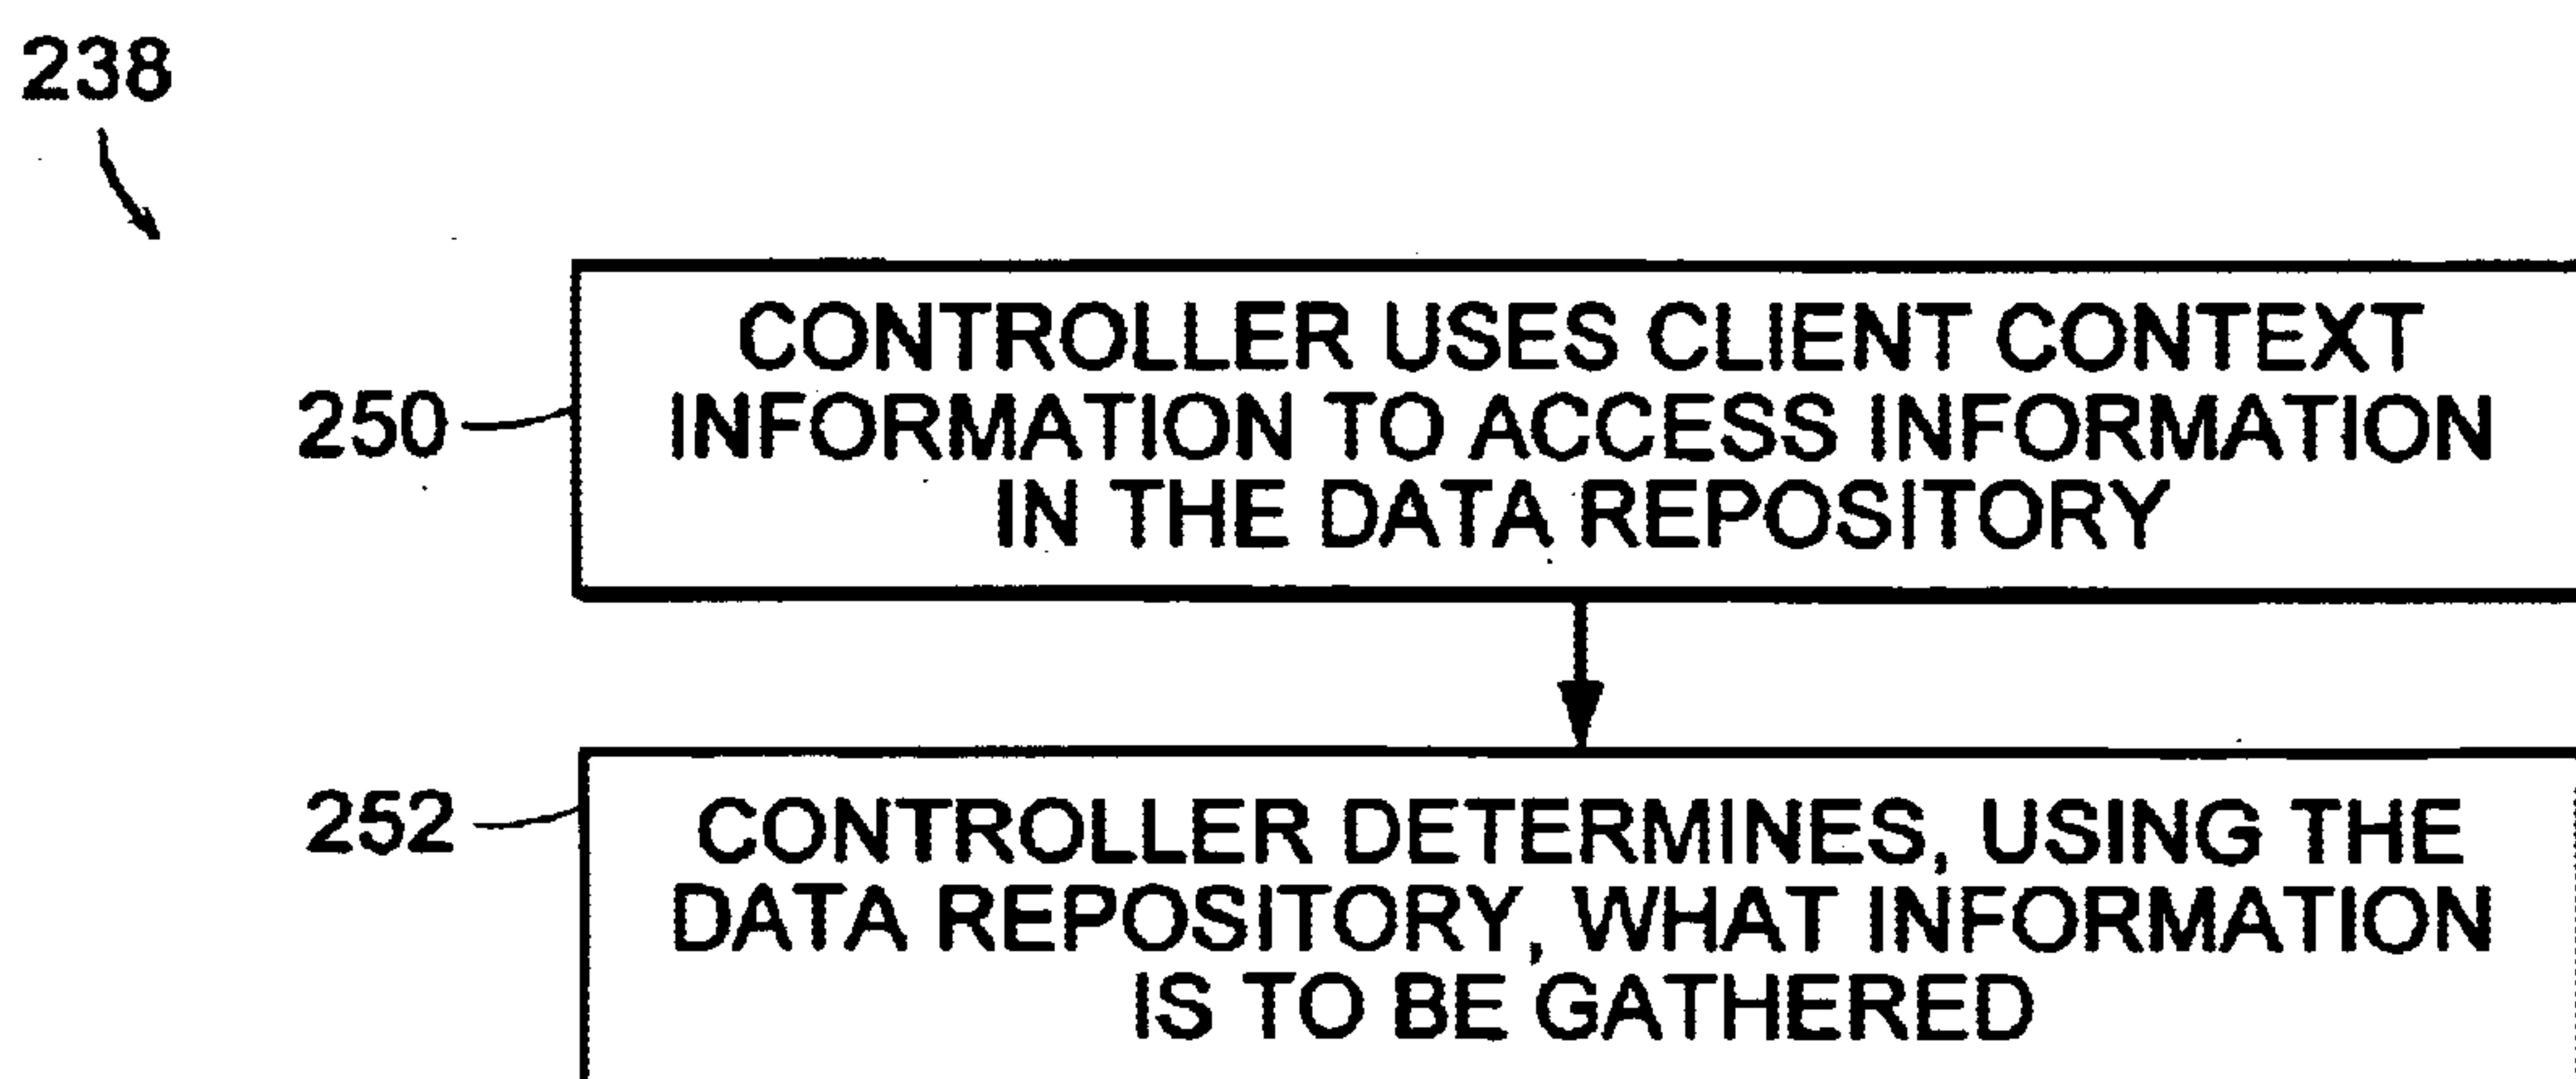 238
250
CONTROLLER USES CLIENT CONTEXT
INFORMATION TO ACCESS INFORMATION
IN THE DATA REPOSITORY
252
CONTROLLER DETERMINES, USING THE
DATA REPOSITORY, WHAT INFORMATION
IS TO BE GATHERED